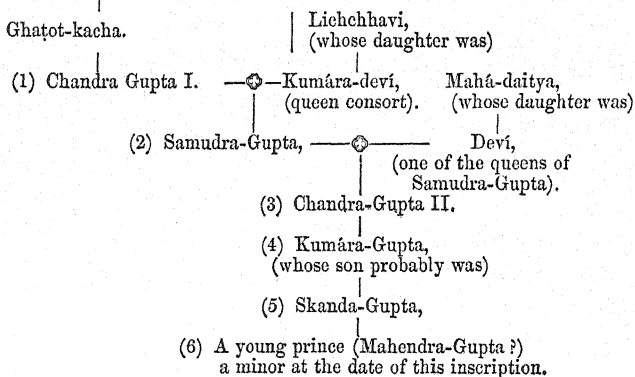 Lichchhavi,
Ghaṭot-kacha.
(whose daughter was)
(1) Chandra Gupta I.
Kumára-deví,
Mahá-daitya,
(queen consort).
(whose daughter was)
(2) Samudra-Gupta,
Deví,
(one of the queens of
Samudra-Gupta).
(3) Chandra-Gupta II.
(4) Kumára-Gupta,
(whose son probably was)
(5) Skanda-Gupta,
(6) A young prince (Mahendra-Gupta ?)
a minor at the date of this inscription.